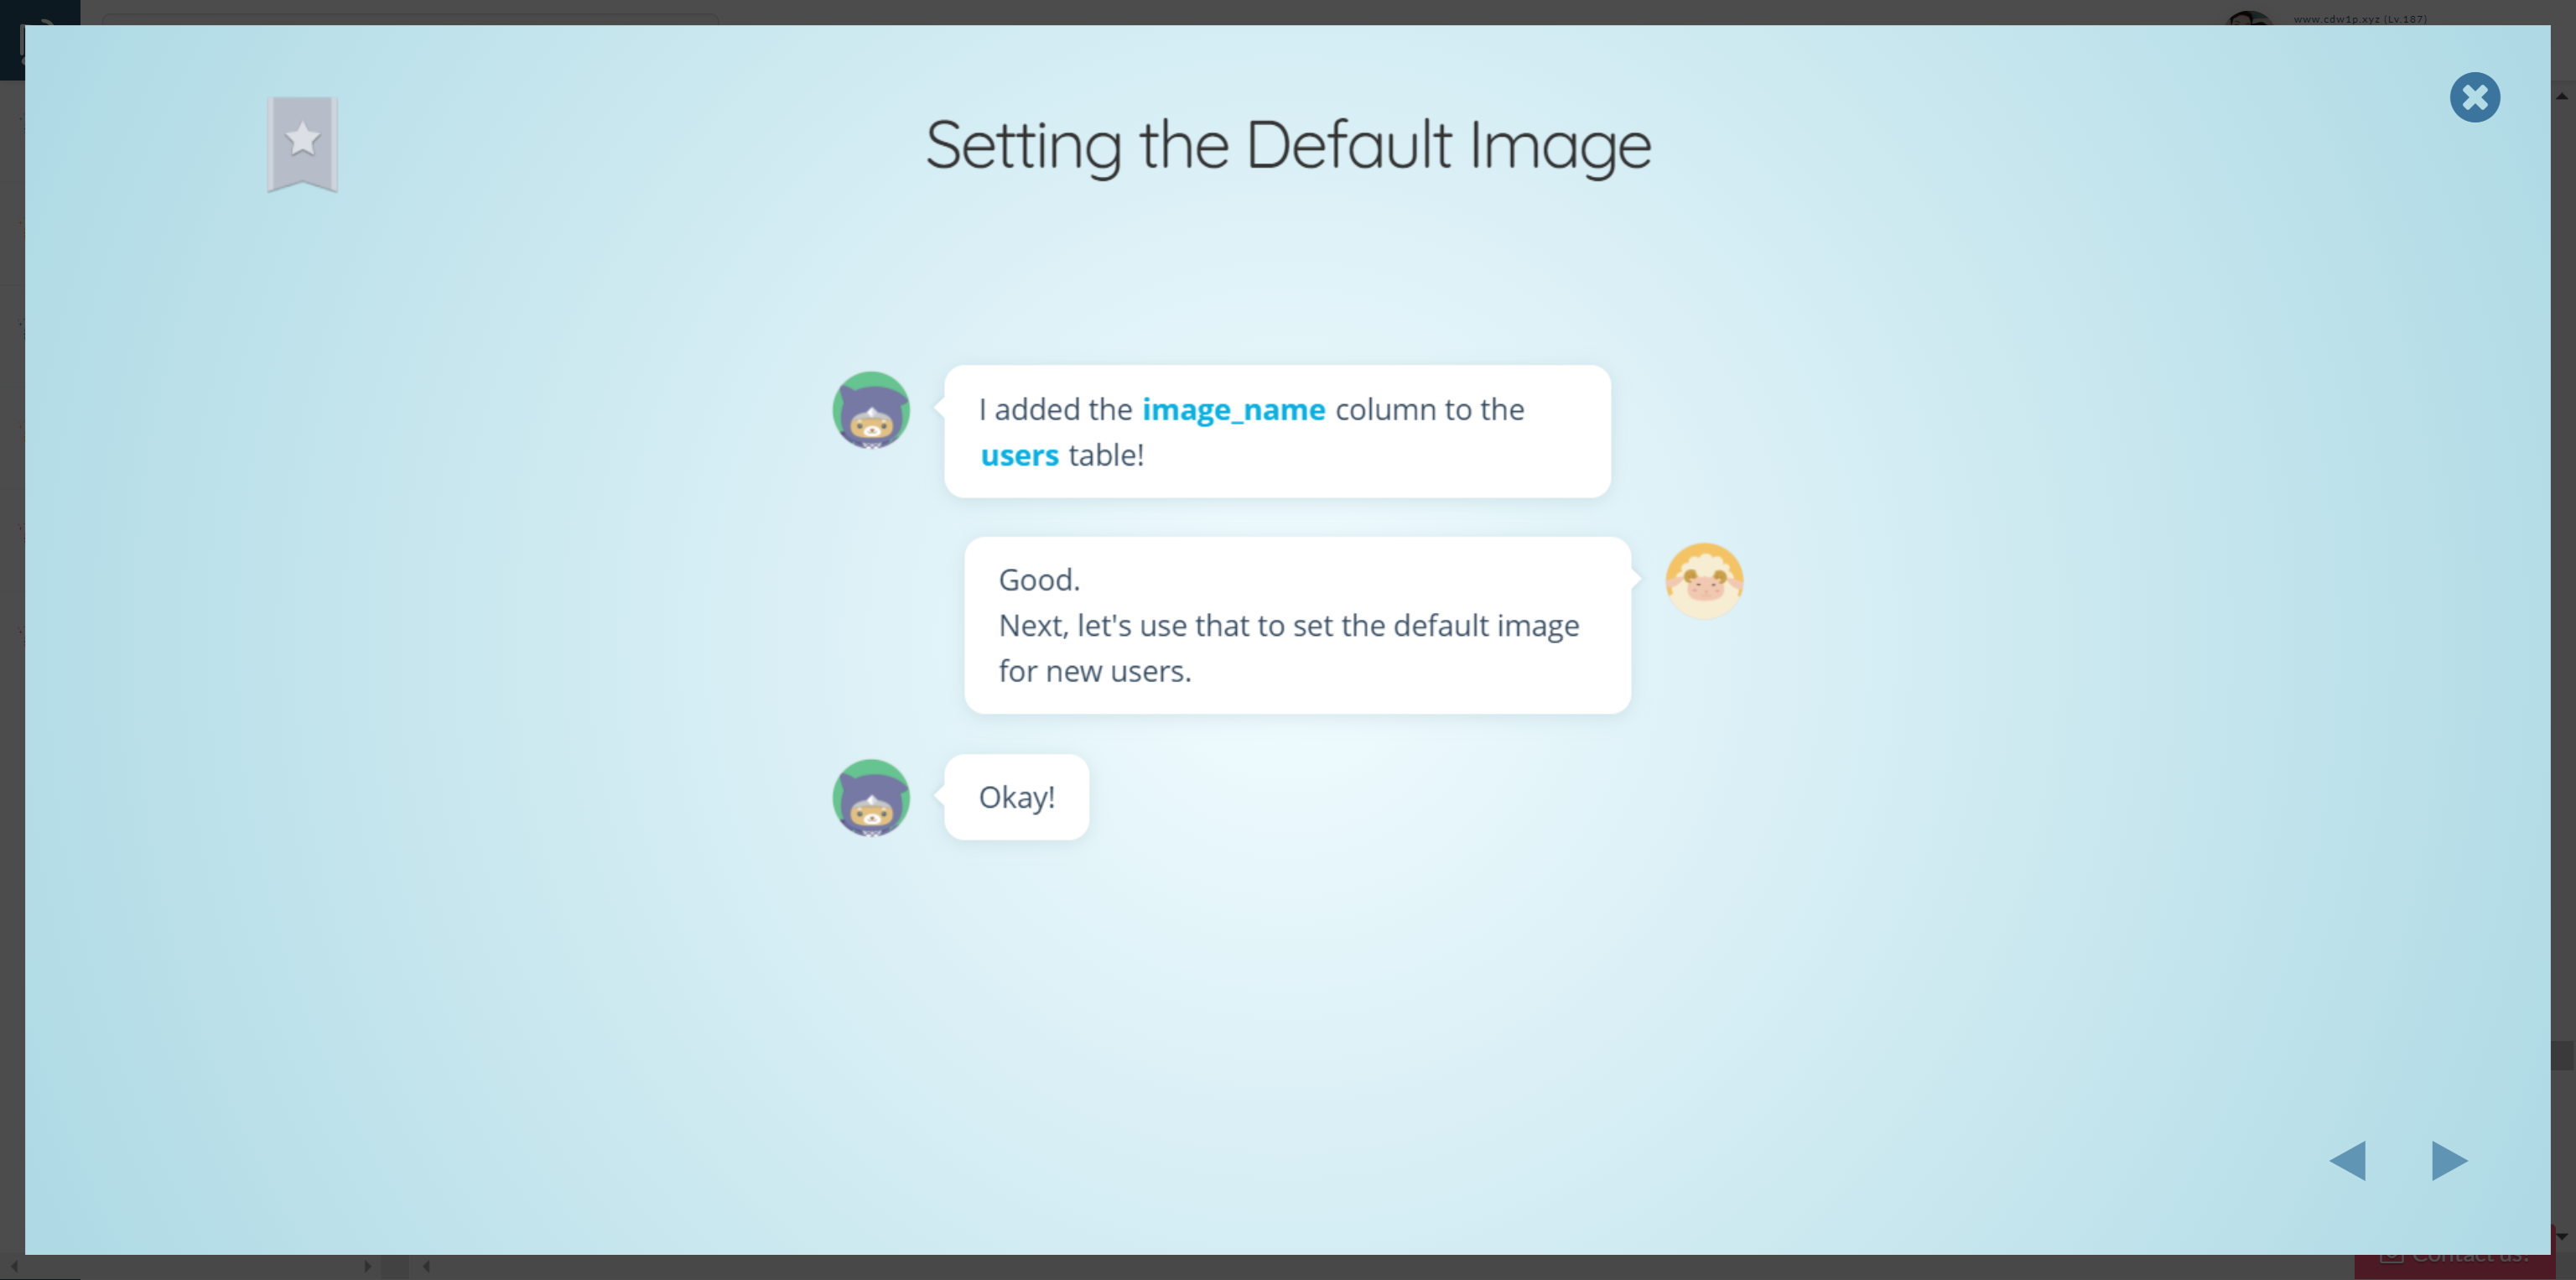 www.cdw1p.xyz (Lv.187)
Setting the Default Image
I added the image_name column to the
users table!
Good.
Next, let's use that to set the default image
for new users.
Okay!
Contact us!